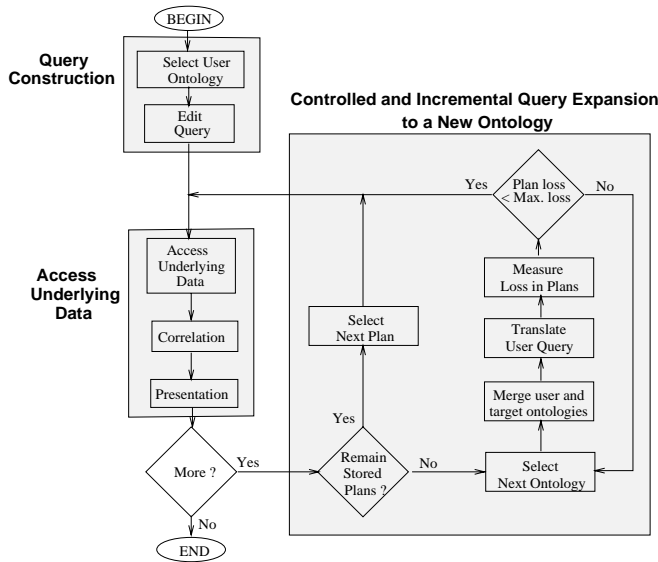 BEGIN
Query
Construction
Select User
Ontology
Edit
Query
Controlled and Incremental Query Expansion
to a New Ontology
Yes
Plan loss
< Max. loss
No
Access
Underlying
Data
Access
Underlying
Data
Correlation
Presentation
Measure
Loss in Plans
Select
Next Plan
Translate
User Query
Merge user and
target ontologies
Yes
More ?
Yes
Remain
Stored
Plans ?
No
Select
Next Ontology
No
END